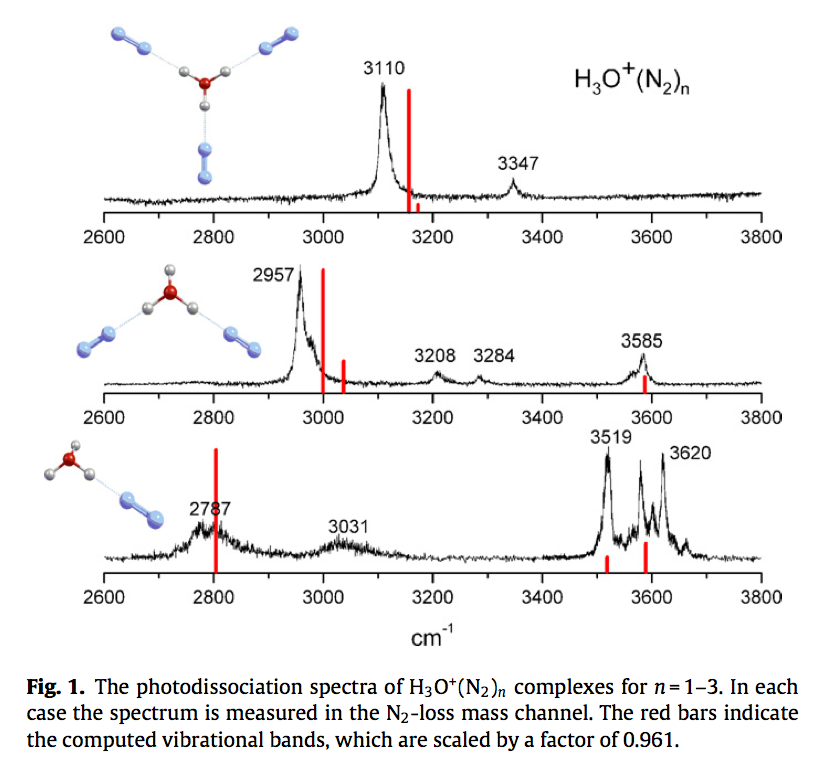 3110
H₃O⁺(N₂)ₙ
3347
2600 2800 3000 3200 3400 3600 3800
2957
3208 3284 3585
2600 2800 3000 3200 3400 3600 3800
3519
3620
2787
3031
2600 2800 3000 3200 3400 3600 3800
cm⁻¹
Fig. 1. The photodissociation spectra of H₃O⁺(N₂)ₙ complexes for n = 1–3. In each
case the spectrum is measured in the N₂-loss mass channel. The red bars indicate
the computed vibrational bands, which are scaled by a factor of 0.961.